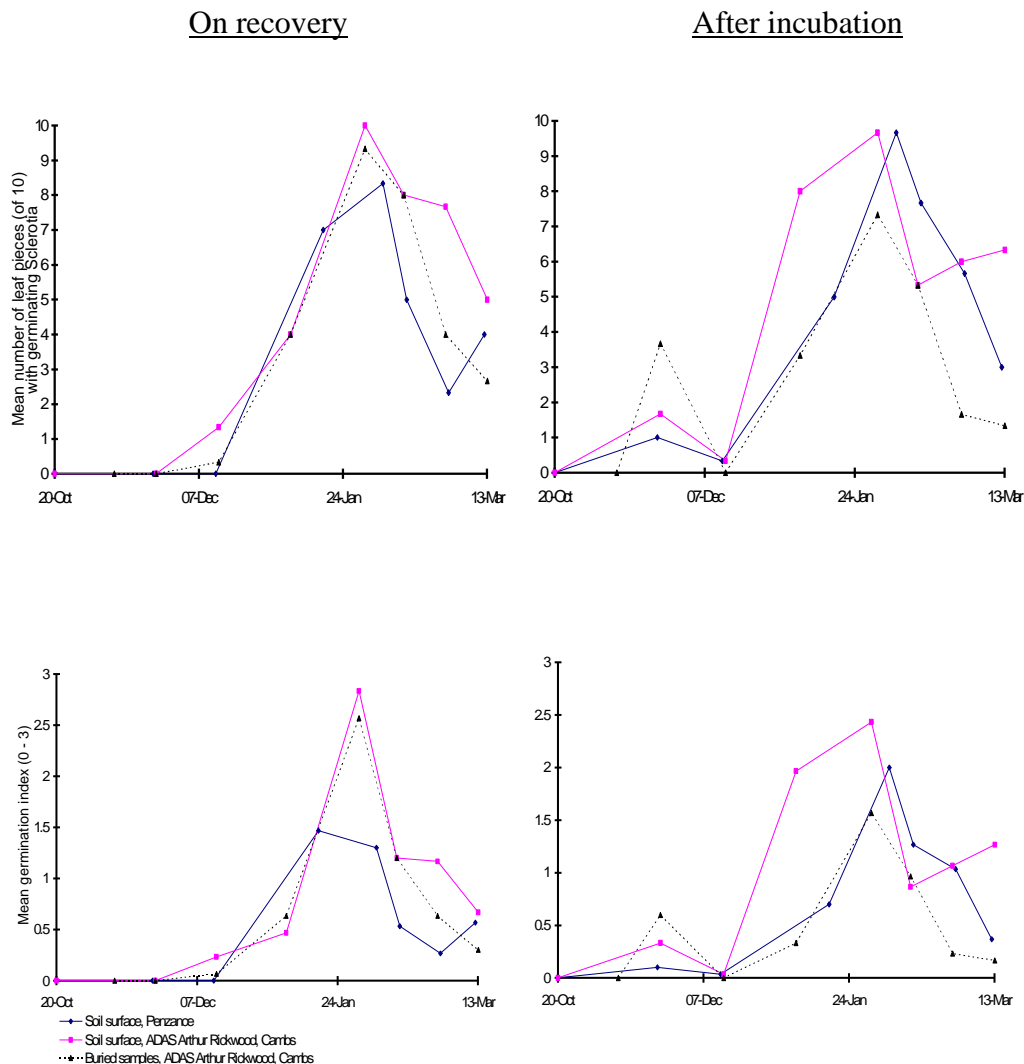 On recovery
After incubation
Mean number of leaf pieces (of 10)
with germinating Sclerotia
10
9
8
7
6
5
4
3
2
1
0
20-Oct
07-Dec
24-Jan
13-Mar
10
9
8
7
6
5
4
3
2
1
0
20-Oct
07-Dec
24-Jan
13-Mar
Mean germination index (0 - 3)
3
2.5
2
1.5
1
0.5
0
20-Oct
07-Dec
24-Jan
13-Mar
3
2.5
2
1.5
1
0.5
0
20-Oct
07-Dec
24-Jan
13-Mar
Soil surface, Penzance
Soil surface, ADAS Arthur Rickwood, Cambs
Buried samples, ADAS Arthur Rickwood, Cambs